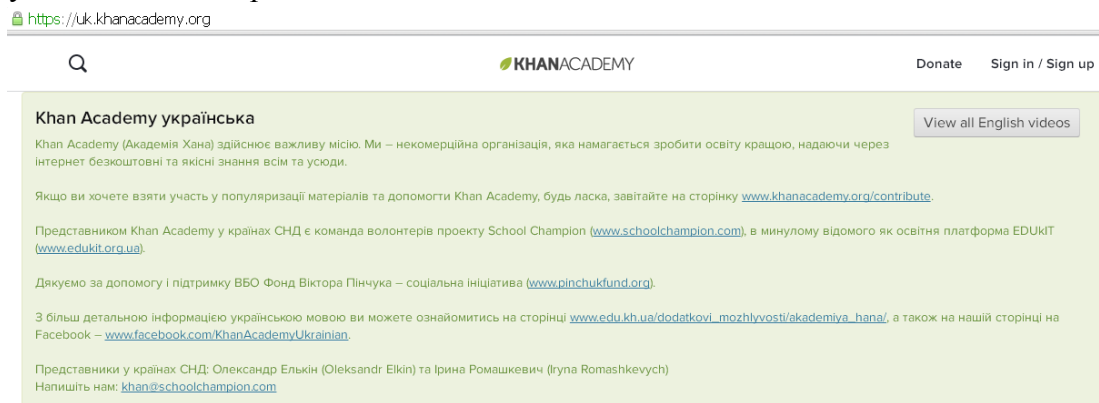 https://uk.khanacademy.org
KHANACADEMY
Donate
Sign in / Sign up
Khan Academy українська
View all English videos
Khan Academy (Академія Хана) здійснює важливу місію. Ми – некомерційна організація, яка намагається зробити освіту кращою, надаючи через
інтернет безкоштовні та якісні знання всім та усюди.
Якщо ви хочете взяти участь у популяризації матеріалів та допомогти Khan Academy, будь ласка, завітайте на сторінку www.khanacademy.org/contribute.
Представником Khan Academy у країнах СНД є команда волонтерів проекту School Champion (www.schoolchampion.com), в минулому відомого як освітня платформа EDUkIT
(www.edukit.org.ua).
Дякуємо за допомогу і підтримку ВБО Фонд Віктора Пінчука – соціальна ініціатива (www.pinchukfund.org).
З більш детальною інформацією українською мовою ви можете ознайомитись на сторінці www.edu.kh.ua/dodatkovi_mozhlyvosti/akademiya_hana/, а також на нашій сторінці на
Facebook – www.facebook.com/KhanAcademyUkrainian.
Представники у країнах СНД: Олександр Елькін (Oleksandr Elkin) та Ірина Ромашкевич (Iryna Romashkevych)
Напишіть нам: khan@schoolchampion.com